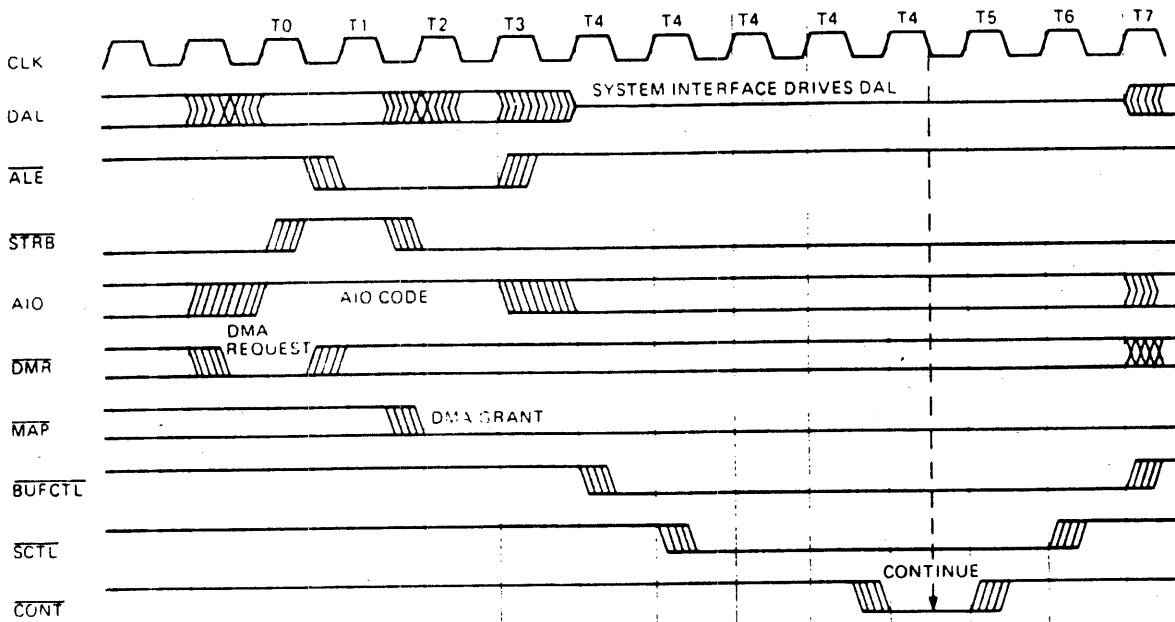 T0 T1 T2 T3 T4 T4 T4 T4 T4 T5 T6 T7
CLK
SYSTEM INTERFACE DRIVES DAL
DAL
ALE
STRB
AIO
AIO CODE
DMA
REQUEST
DMR
MAP
DMA GRANT
BUFCTL
SCTL
CONTINUE
CONT